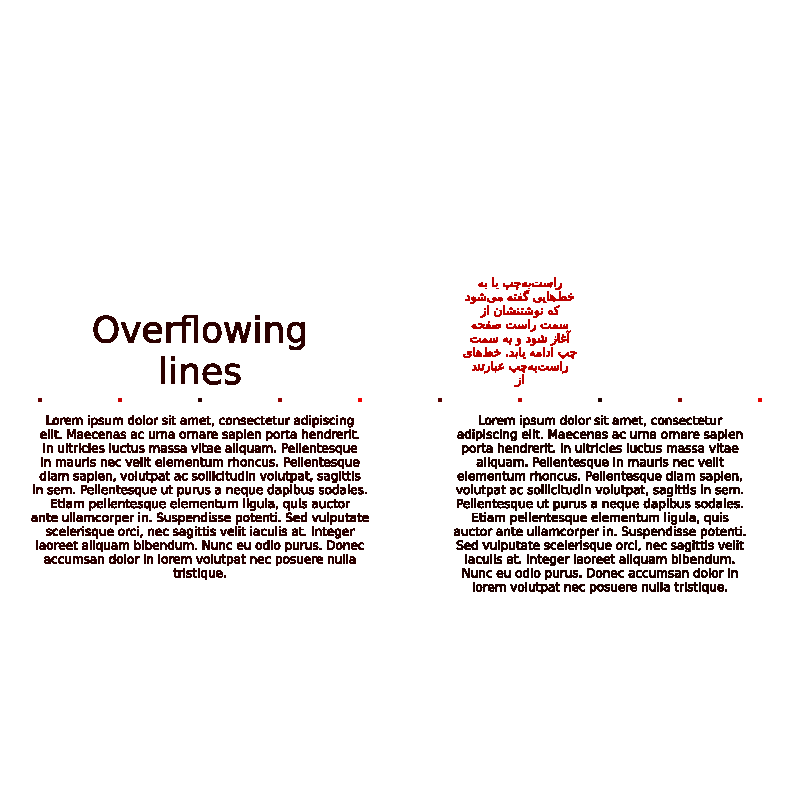 Overflowing
lines
Lorem ipsum dolor sit amet, consectetur adipiscing
elit. Maecenas ac urna ornare sapien porta hendrerit.
In ultricies luctus massa vitae aliquam. Pellentesque
in mauris nec velit elementum rhoncus. Pellentesque
diam sapien, volutpat ac sollicitudin volutpat, sagittis
in sem. Pellentesque ut purus a neque dapibus sodales.
Etiam pellentesque elementum ligula, quis auctor
ante ullamcorper in. Suspendisse potenti. Sed vulputate
scelerisque orci, nec sagittis velit iaculis at. Integer
laoreet aliquam bibendum. Nunc eu odio purus. Donec
accumsan dolor in lorem volutpat nec posuere nulla
tristique.
راست‌به‌چپ یا به
خط‌هایی گفته می‌شود
که نوشتنشان از
سمت راست صفحه
آغاز شود و به سمت
چپ ادامه یابد. خط‌های
راست‌به‌چپ عبارتند
از
Lorem ipsum dolor sit amet, consectetur
adipiscing elit. Maecenas ac urna ornare sapien
porta hendrerit. In ultricies luctus massa vitae
aliquam. Pellentesque in mauris nec velit
elementum rhoncus. Pellentesque diam sapien,
volutpat ac sollicitudin volutpat, sagittis in sem.
Pellentesque ut purus a neque dapibus sodales.
Etiam pellentesque elementum ligula, quis
auctor ante ullamcorper in. Suspendisse potenti.
Sed vulputate scelerisque orci, nec sagittis velit
iaculis at. Integer laoreet aliquam bibendum.
Nunc eu odio purus. Donec accumsan dolor in
lorem volutpat nec posuere nulla tristique.